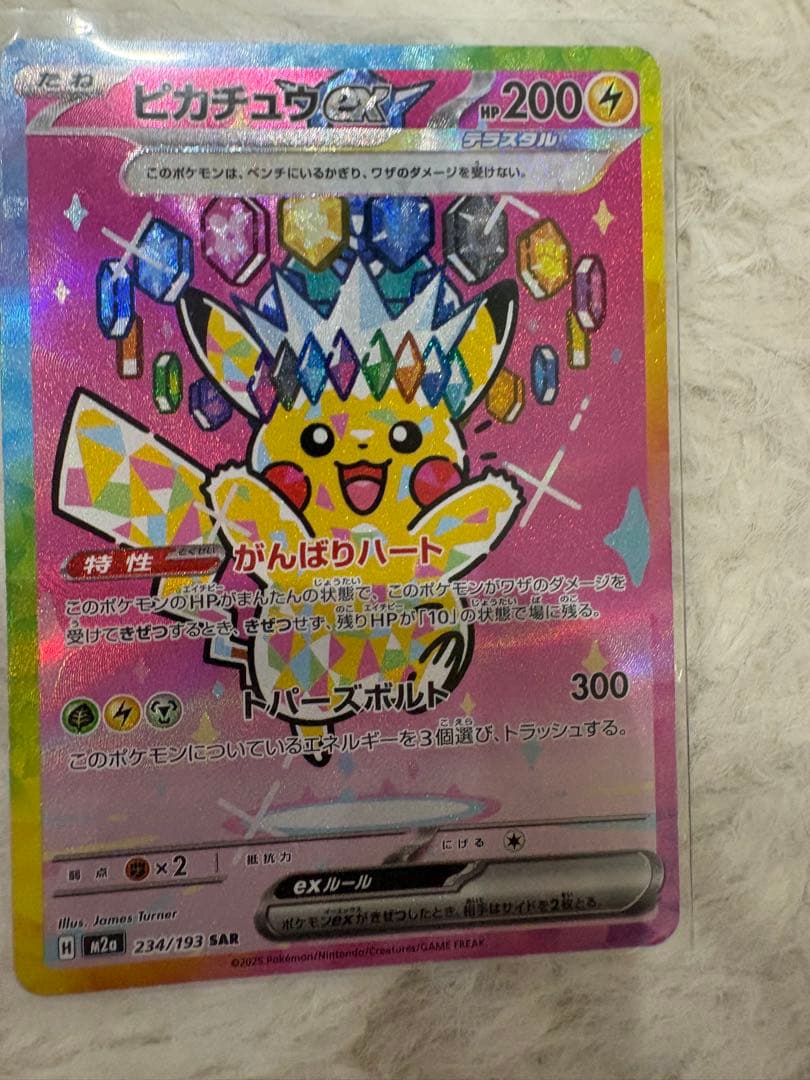 たね ピカチュウex HP200
テラスタル
このポケモンは、ベンチにいるかぎり、ワザのダメージを受けない。
特性 とくせい がんばりハート
このポケモンのHPがまんたんの状態で、このポケモンがワザのダメージを
受けてきぜつするとき、きぜつせず、残りHPが「10」の状態で場に残る。
トパーズボルト 300
このポケモンについているエネルギーを3個選び、トラッシュする。
弱点 ×2 抵抗力 にげる
exルール
ポケモンexがきぜつしたとき、相手はサイドを2枚とる。
Illus. James Turner
H M2a 234/193 SAR
©2025 Pokémon/Nintendo/Creatures/GAME FREAK.